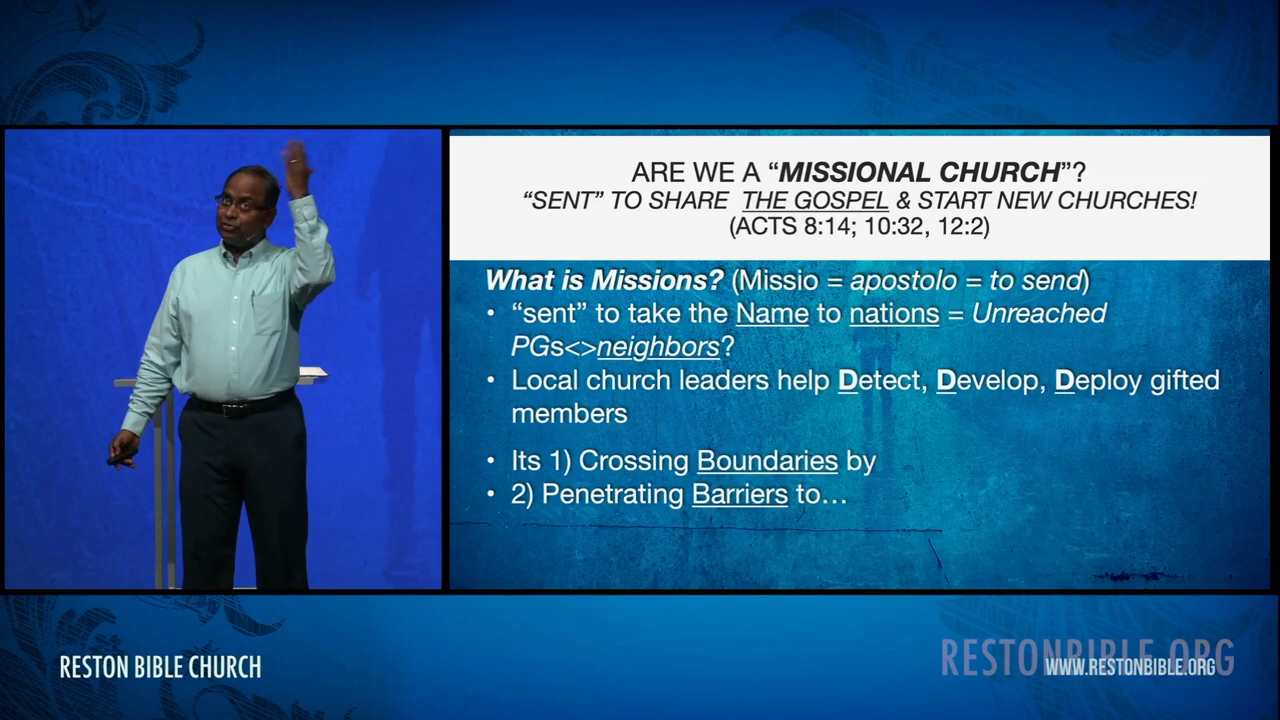 ARE WE A “MISSIONAL CHURCH”?
“SENT” TO SHARE THE GOSPEL & START NEW CHURCHES!
(ACTS 8:14; 10:32, 12:2)
What is Missions? (Missio = apostolo = to send)
• “sent” to take the Name to nations = Unreached
PGs<>neighbors?
• Local church leaders help Detect, Develop, Deploy gifted
members
• Its 1) Crossing Boundaries by
• 2) Penetrating Barriers to…
RESTON BIBLE CHURCH
RESTONBIBLE.ORG
WWW.RESTONBIBLE.ORG